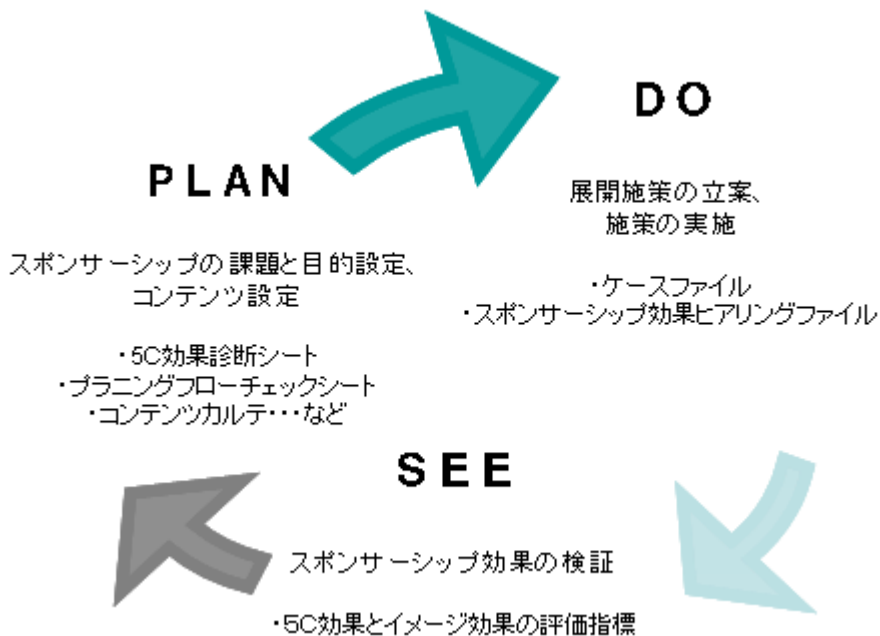 PLAN
スポンサーシップの課題と目的設定、
コンテンツ設定
・5C効果診断シート
・プラニングフローチェックシート
・コンテンツカルテ・・・など
DO
展開施策の立案、
施策の実施
・ケースファイル
・スポンサーシップ効果ヒアリングファイル
SEE
スポンサーシップ効果の検証
・5C効果とイメージ効果の評価指標